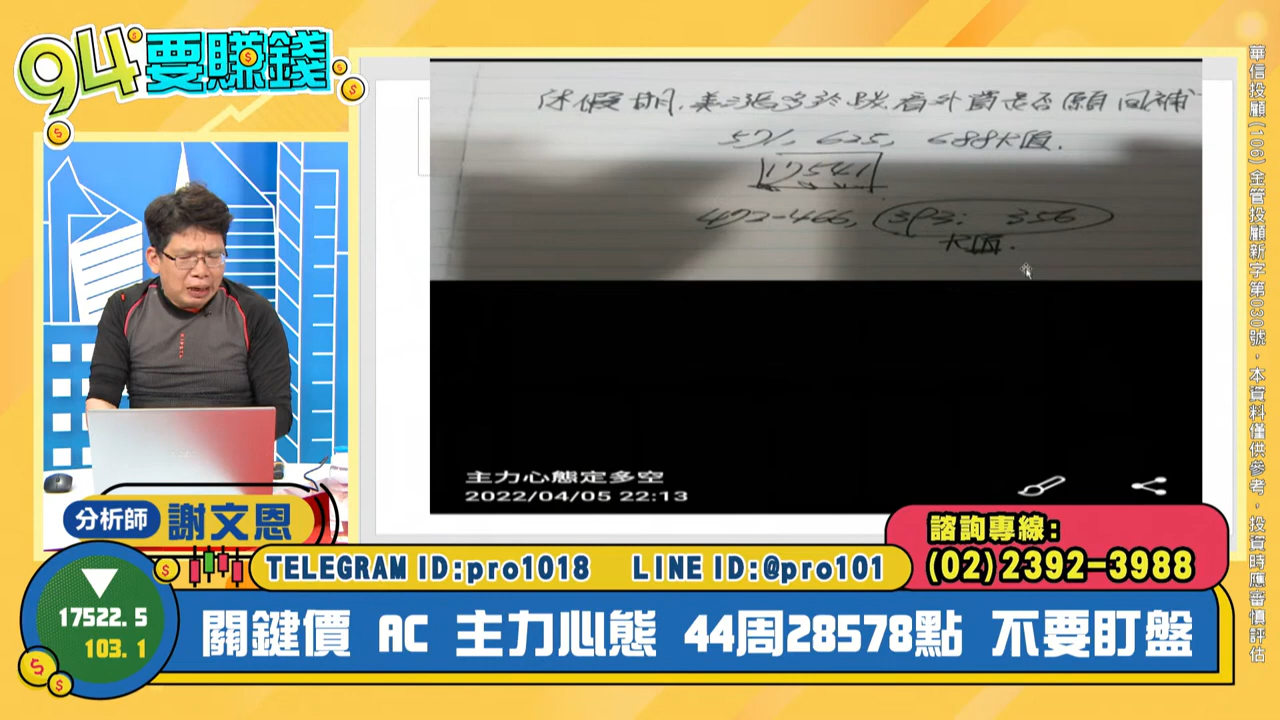 94要賺錢
休假期,美漲多於跌,看外資是否願回補
571, 625, 688大值.
17541
472-466, 393: 356
大值.
主力心態定多空
2022/04/05 22:13
分析師 謝文恩
TELEGRAM ID:pro1018 LINE ID:@pro101
諮詢專線:
(02)2392-3988
17522.5
103.1
關鍵價 AC 主力心態 44周28578點 不要盯盤
華信投顧(106)金管投顧新字第030號,本資料僅供參考,投資時應審慎評估